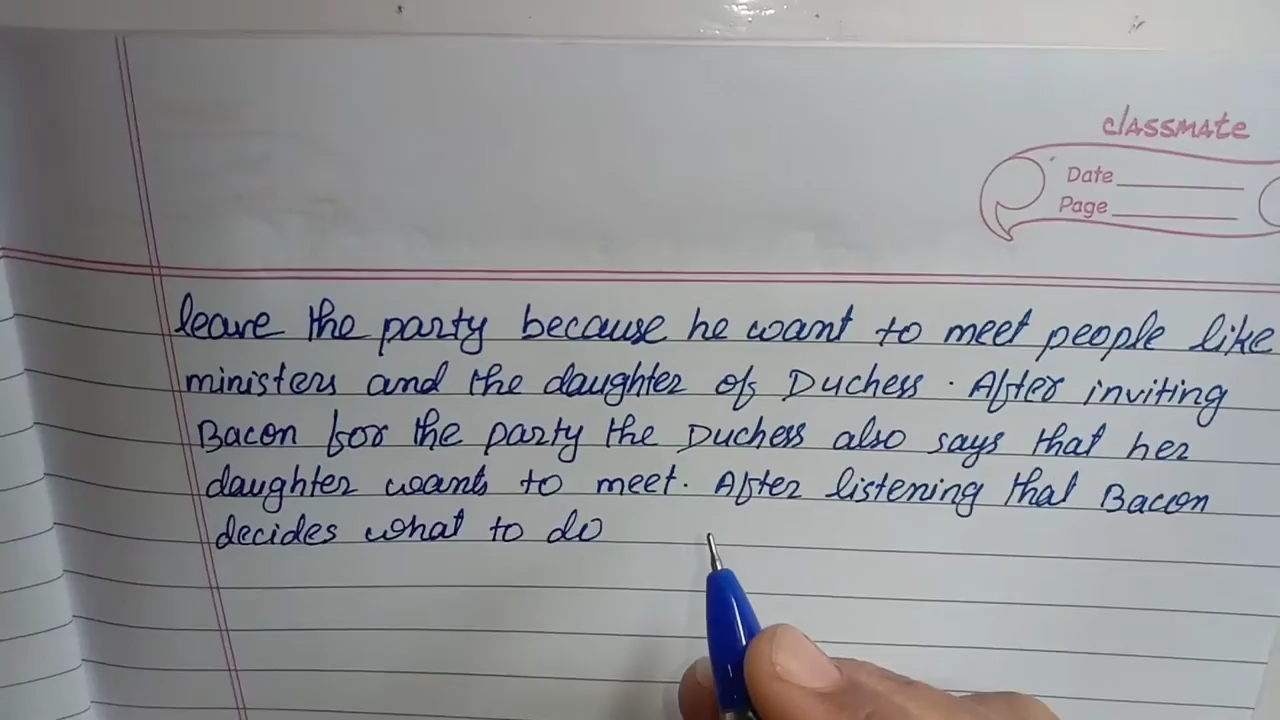 classmate
Date
Page
leave the party because he want to meet people like
ministers and the daughter of Duchess. After inviting
Bacon for the party the Duchess also says that her
daughter wants to meet. After listening that Bacon
decides what to do